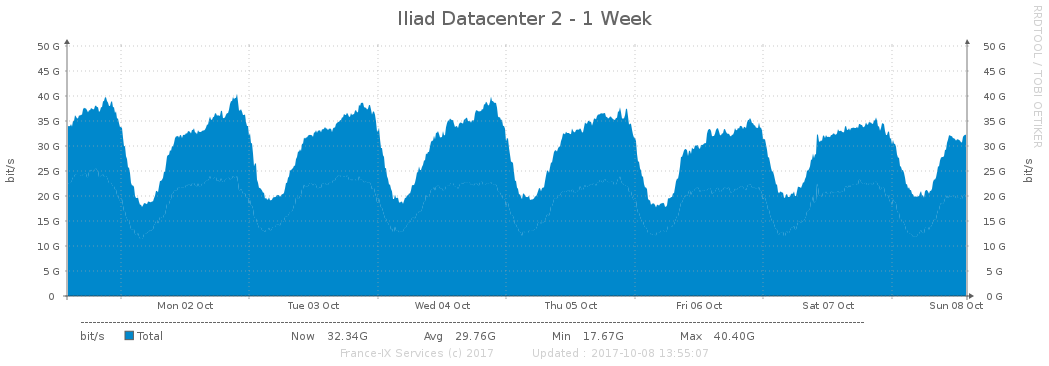 Iliad Datacenter 2 - 1 Week
RRDTOOL / TOBI OETIKER
50 G 50 G
45 G 45 G
40 G 40 G
35 G 35 G
30 G 30 G
25 G 25 G
20 G 20 G
15 G 15 G
10 G 10 G
5 G 5 G
0 0 G
bit/s bit/s
Mon 02 Oct Tue 03 Oct Wed 04 Oct Thu 05 Oct Fri 06 Oct Sat 07 Oct Sun 08 Oct
bit/s Total Now 32.34G Avg 29.76G Min 17.67G Max 40.40G
France-IX Services (c) 2017 Updated : 2017-10-08 13:55:07